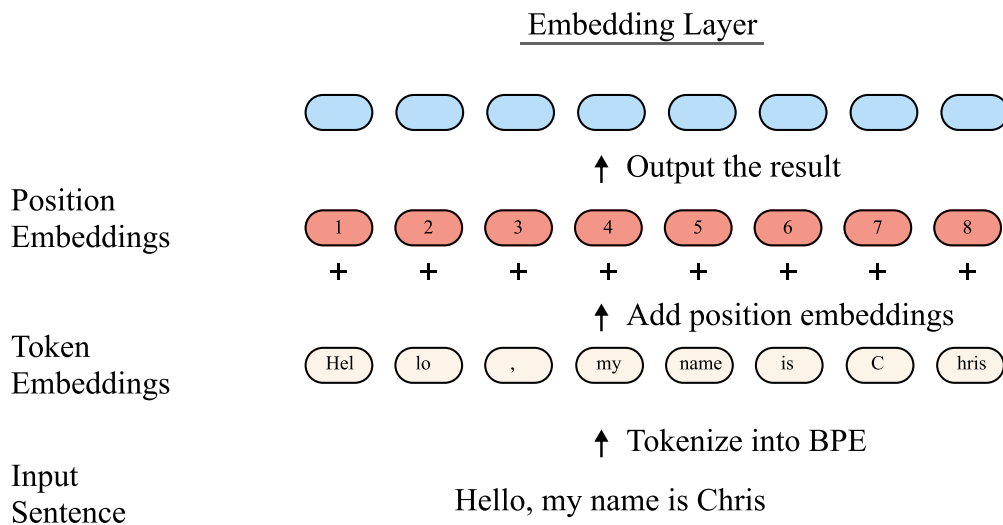 Embedding Layer
Output the result
Position
Embeddings
1 2 3 4 5 6 7 8
+ + + + + + + +
Add position embeddings
Token
Embeddings
Hel lo , my name is C hris
Tokenize into BPE
Input
Sentence
Hello, my name is Chris